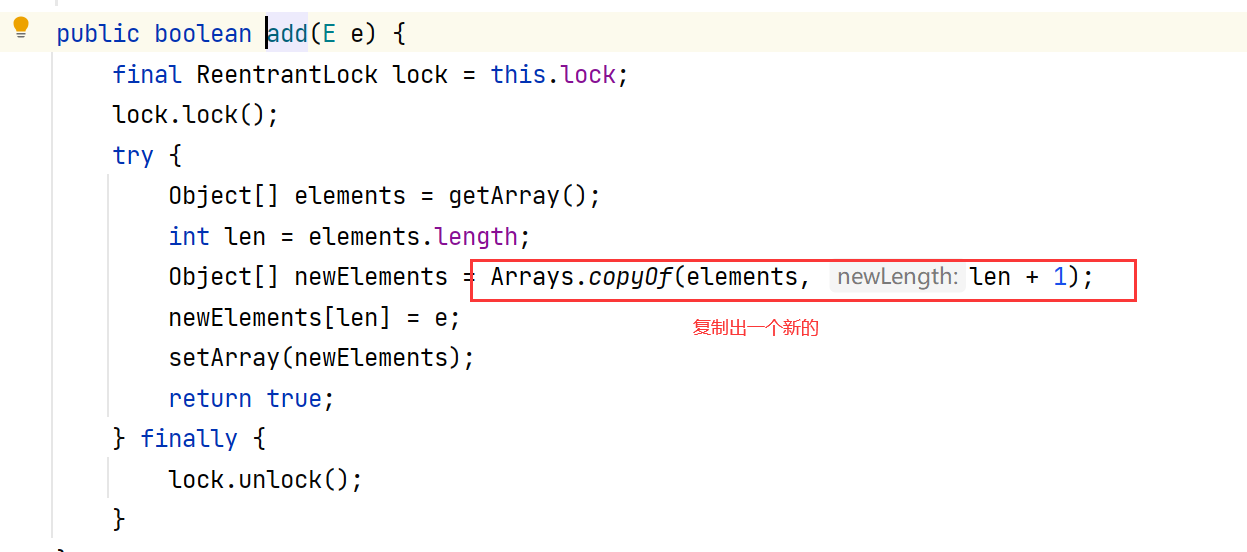 public boolean add(E e) {
final ReentrantLock lock = this.lock;
lock.lock();
try {
Object[] elements = getArray();
int len = elements.length;
Object[] newElements = Arrays.copyOf(elements, newLength: len + 1);
复制出一个新的
newElements[len] = e;
setArray(newElements);
return true;
} finally {
lock.unlock();
}